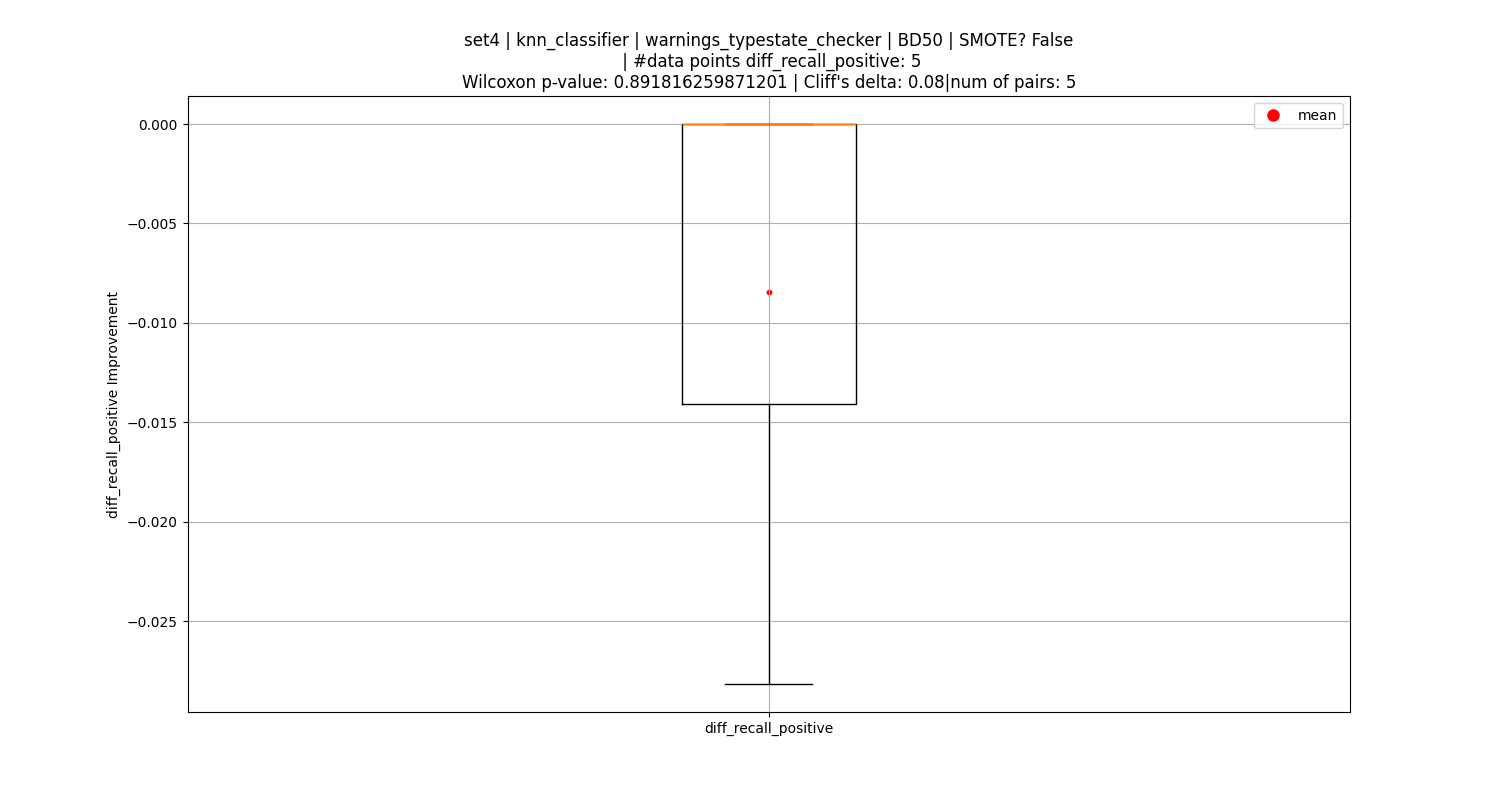 set4 | knn_classifier | warnings_typestate_checker | BD50 | SMOTE? False
| #data points diff_recall_positive: 5
Wilcoxon p-value: 0.891816259871201 | Cliff's delta: 0.08|num of pairs: 5
mean
0.000
−0.005
−0.010
−0.015
−0.020
−0.025
diff_recall_positive Improvement
diff_recall_positive